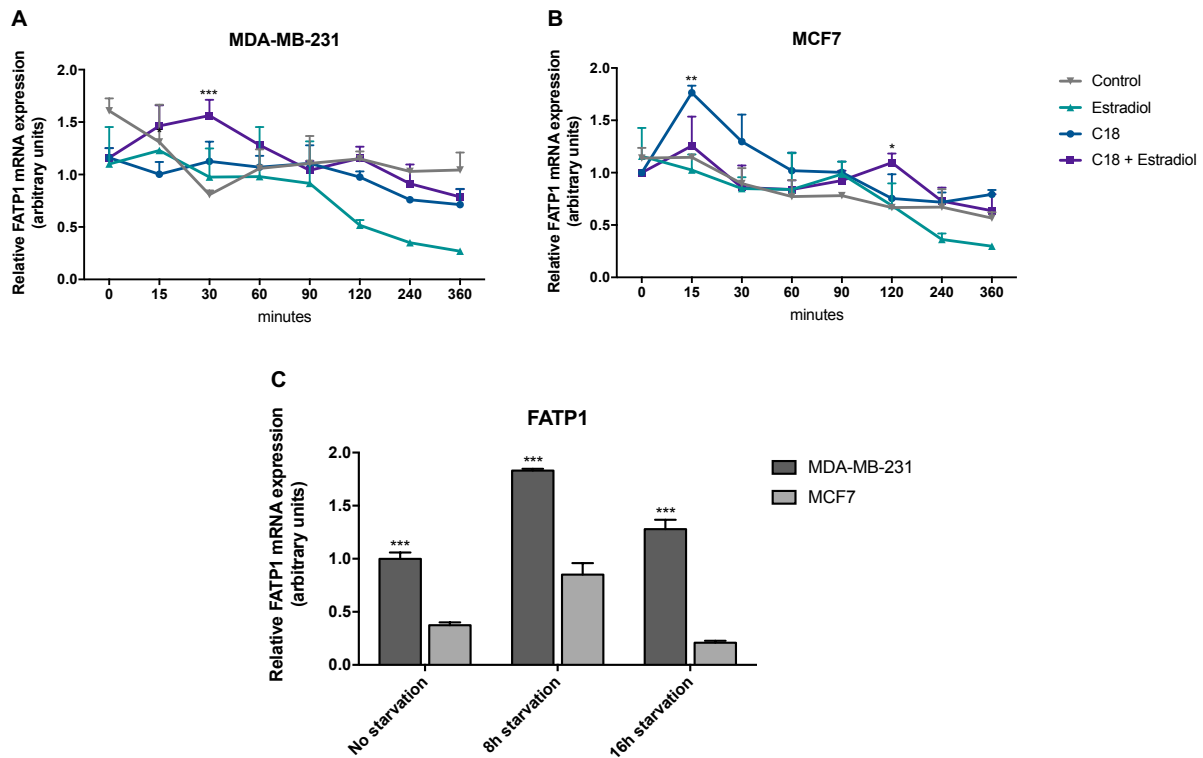 A
MDA-MB-231
Relative FATP1 mRNA expression
(arbitrary units)
2.0
1.5
1.0
0.5
0.0
***
0 15 30 60 90 120 240 360
minutes
B
MCF7
Relative FATP1 mRNA expression
(arbitrary units)
2.0
1.5
1.0
0.5
0.0
**
*
0 15 30 60 90 120 240 360
minutes
Control
Estradiol
C18
C18 + Estradiol
C
FATP1
Relative FATP1 mRNA expression
(arbitrary units)
2.0
1.5
1.0
0.5
0.0
***
***
***
No starvation
8h starvation
16h starvation
MDA-MB-231
MCF7